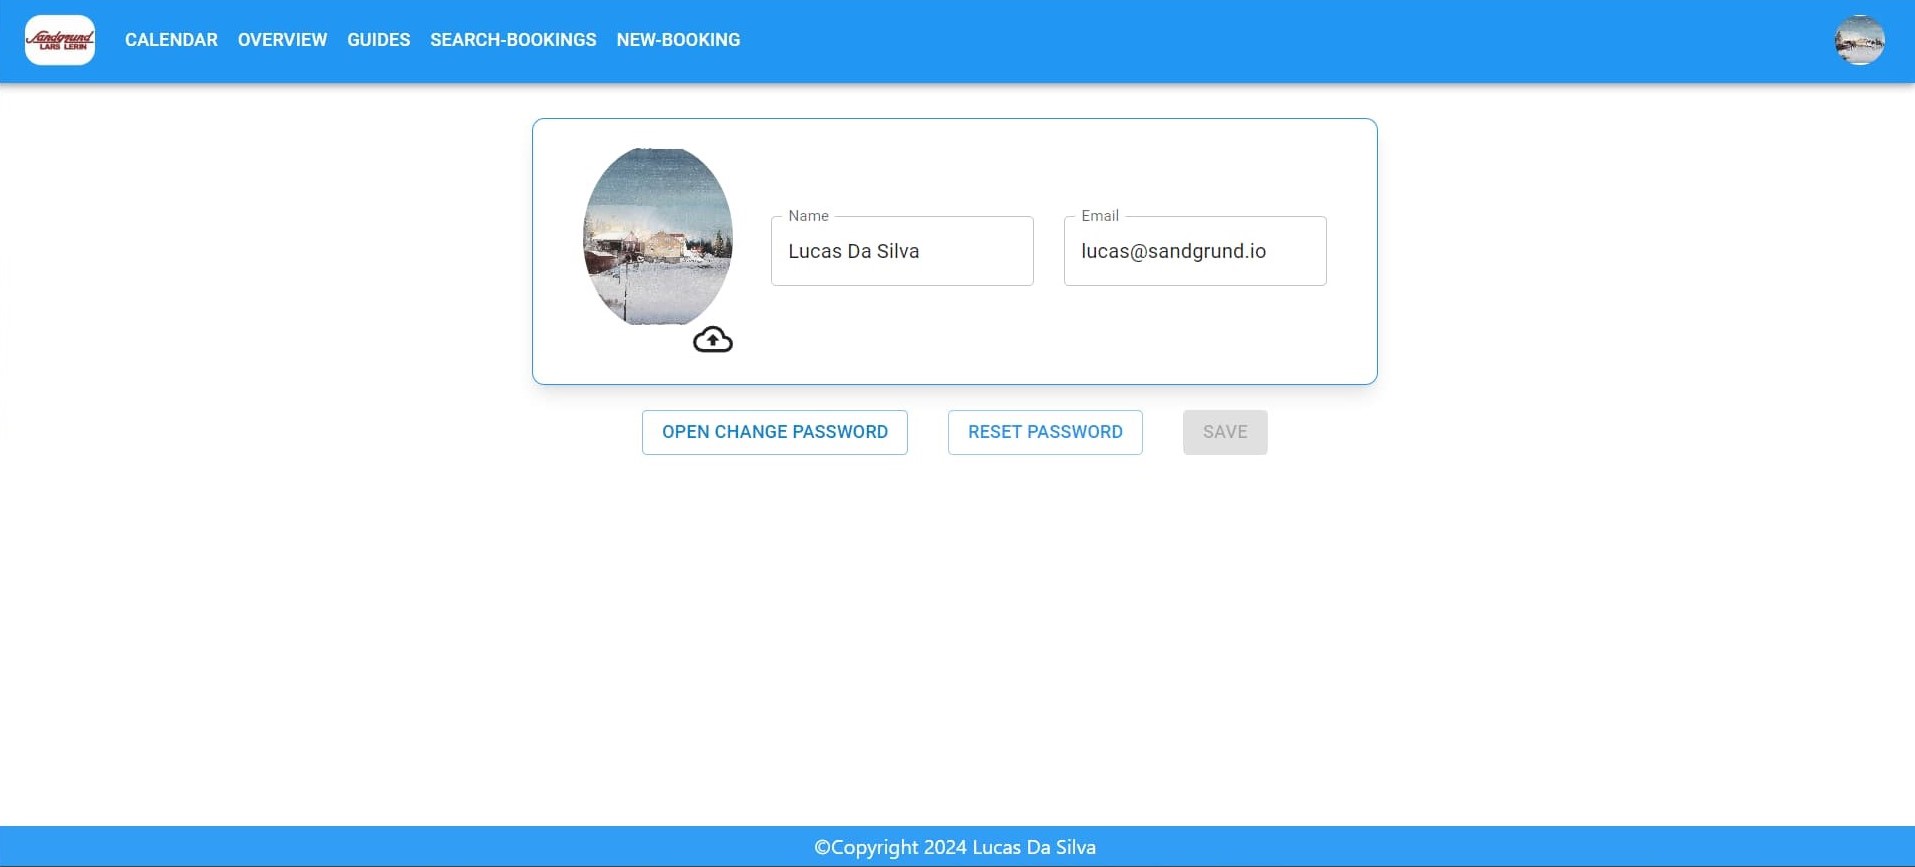 Sandgrund
LARS LERIN
CALENDAR OVERVIEW GUIDES SEARCH-BOOKINGS NEW-BOOKING
Name
Email
Lucas Da Silva
lucas@sandgrund.io
OPEN CHANGE PASSWORD
RESET PASSWORD
SAVE
©Copyright 2024 Lucas Da Silva